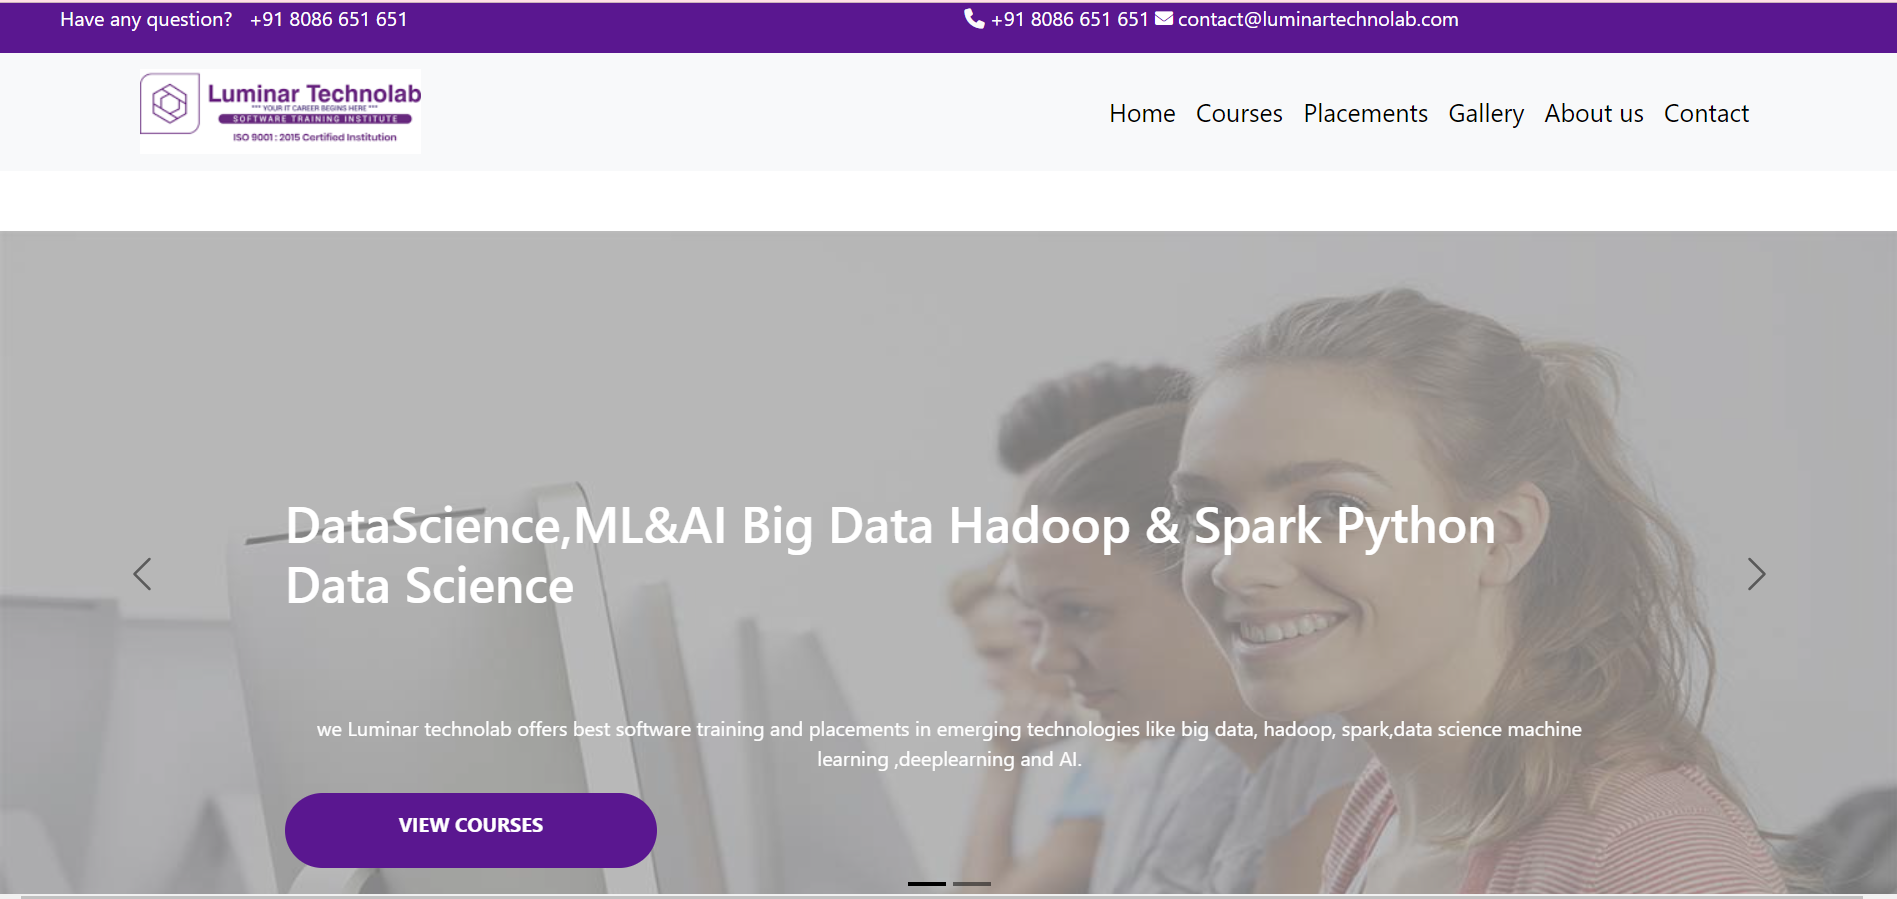 Have any question? +91 8086 651 651
+91 8086 651 651 contact@luminartechnolab.com
Luminar Technolab
*** YOUR IT CAREER BEGINS HERE ***
SOFTWARE TRAINING INSTITUTE
ISO 9001 : 2015 Certified Institution
Home Courses Placements Gallery About us Contact
DataScience,ML&AI Big Data Hadoop & Spark Python
Data Science
we Luminar technolab offers best software training and placements in emerging technologies like big data, hadoop, spark,data science machine
learning ,deeplearning and AI.
VIEW COURSES